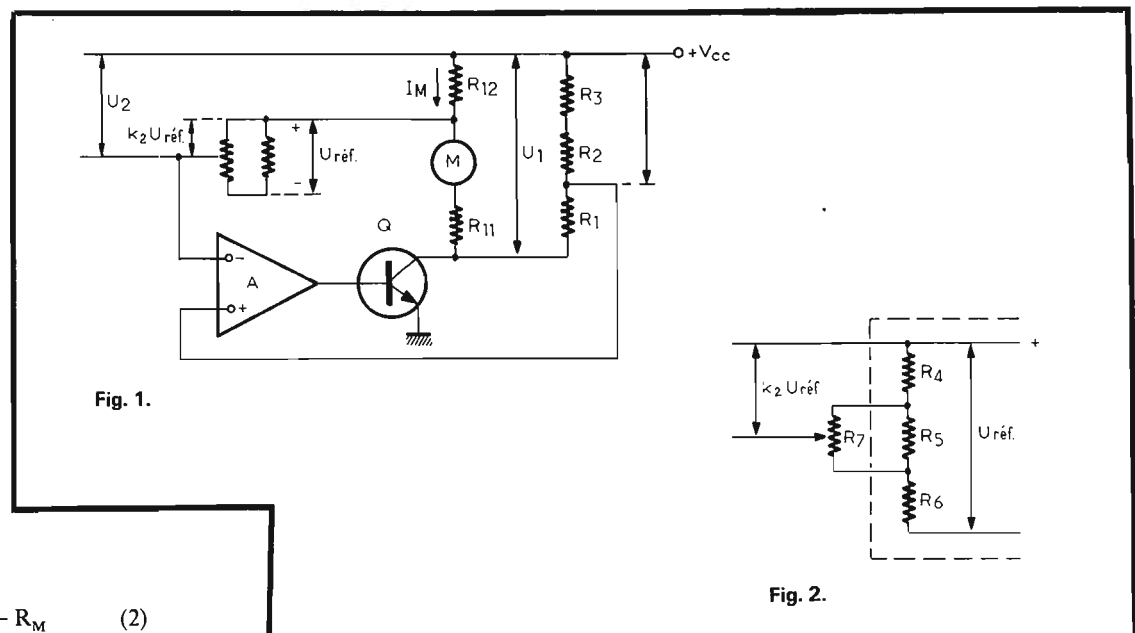 +Vcc
IM
R12
R3
U2
k2 Uréf.
+
Uréf.
-
M
U1
R2
-
R11
R1
Q
-
A
+
Fig. 1.
+
R4
k2 Uréf
R7
R5
Uréf.
R6
Fig. 2.
- RM (2)